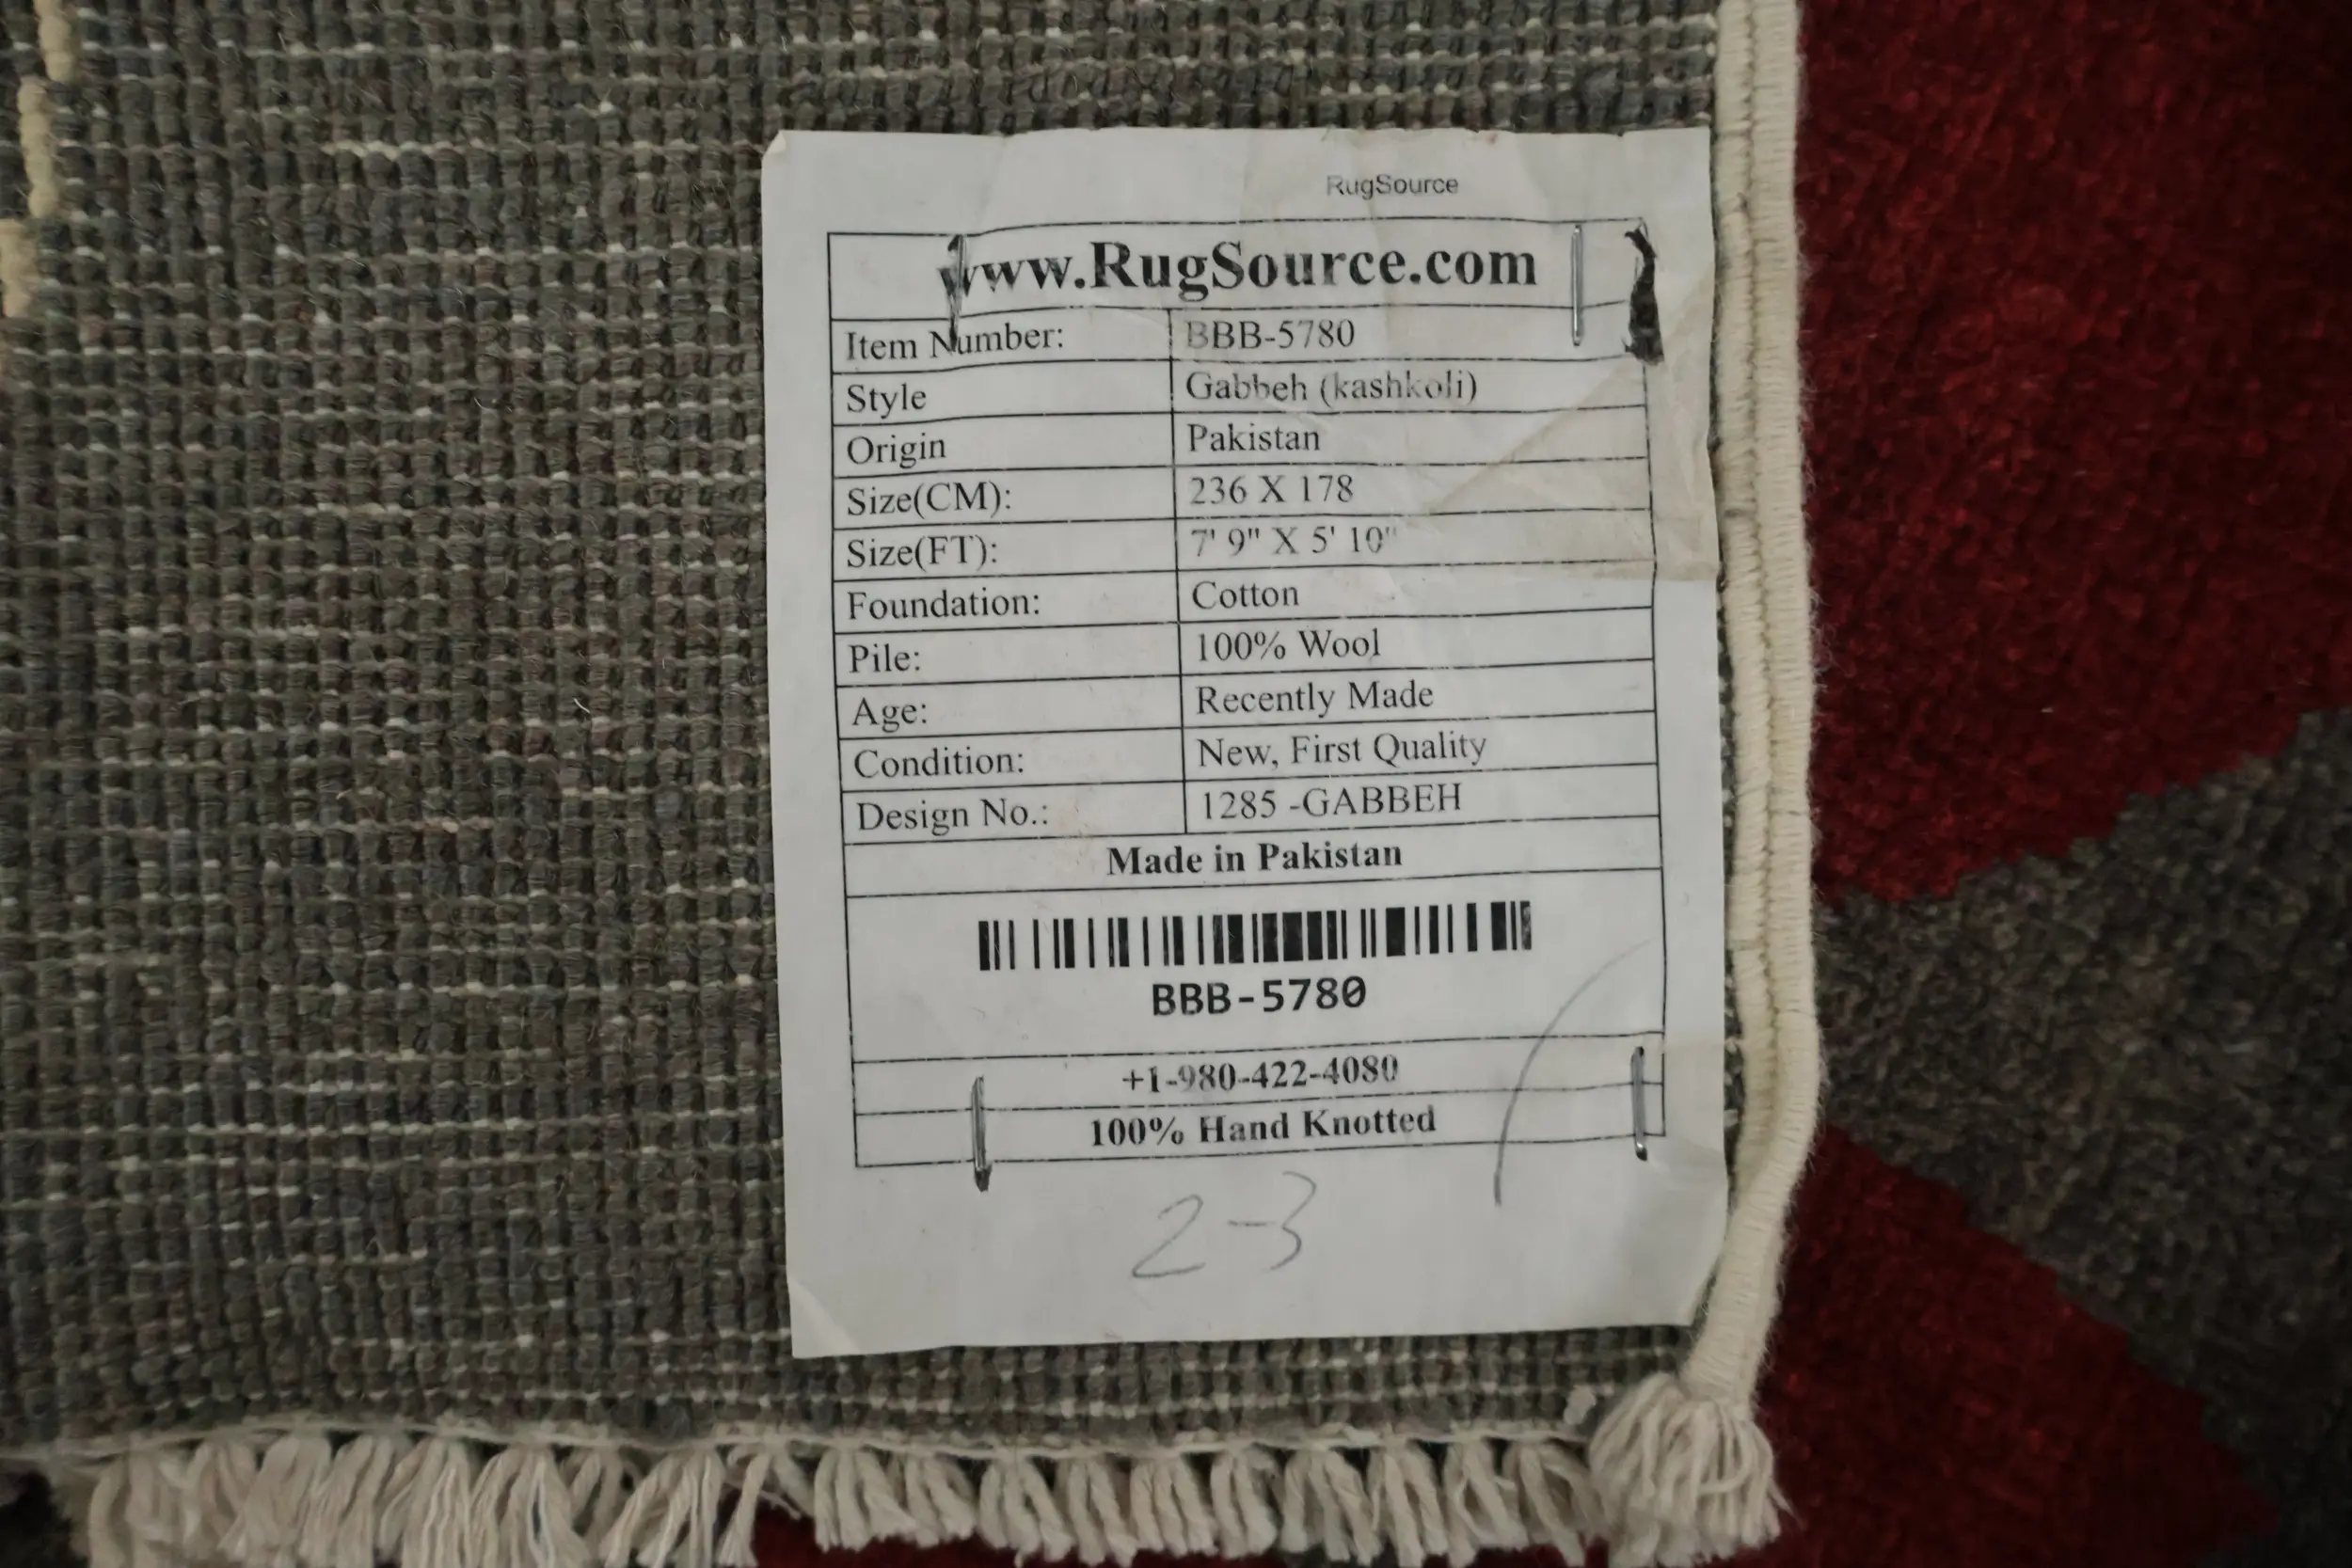 RugSource
www.RugSource.com
Item Number: BBB-5780
Style Gabbeh (kashkoli)
Origin Pakistan
Size(CM): 236 X 178
Size(FT): 7' 9" X 5' 10"
Foundation: Cotton
Pile: 100% Wool
Age: Recently Made
Condition: New, First Quality
Design No.: 1285 -GABBEH
Made in Pakistan
BBB-5780
+1-980-422-4080
100% Hand Knotted
2-3